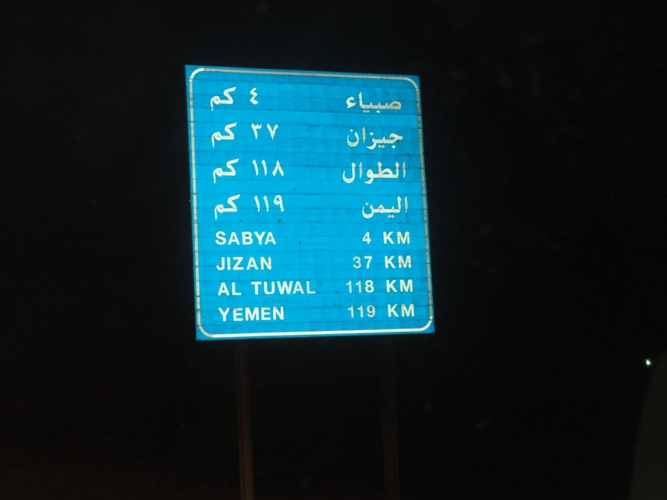 صبياء ٤ كم
جيزان ٣٧ كم
الطوال ١١٨ كم
اليمن ١١٩ كم
SABYA 4 KM
JIZAN 37 KM
AL TUWAL 118 KM
YEMEN 119 KM